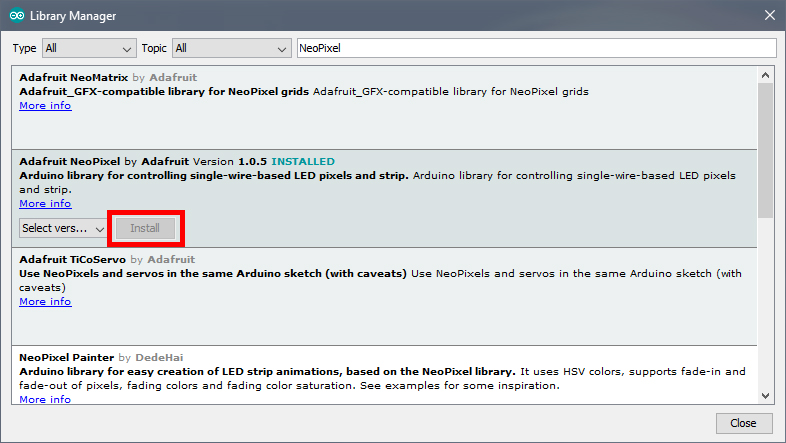 Library Manager
Type All Topic All NeoPixel
Adafruit NeoMatrix by Adafruit
Adafruit_GFX-compatible library for NeoPixel grids Adafruit_GFX-compatible library for NeoPixel grids
More info
Adafruit NeoPixel by Adafruit Version 1.0.5 INSTALLED
Arduino library for controlling single-wire-based LED pixels and strip. Arduino library for controlling single-wire-based LED pixels
and strip.
More info
Select vers... Install
Adafruit TiCoServo by Adafruit
Use NeoPixels and servos in the same Arduino sketch (with caveats) Use NeoPixels and servos in the same Arduino sketch (with
caveats)
More info
NeoPixel Painter by DedeHai
Arduino library for easy creation of LED strip animations, based on the NeoPixel library. It uses HSV colors, supports fade-in and
fade-out of pixels, fading colors and fading color saturation. See examples for some inspiration.
More info
Close